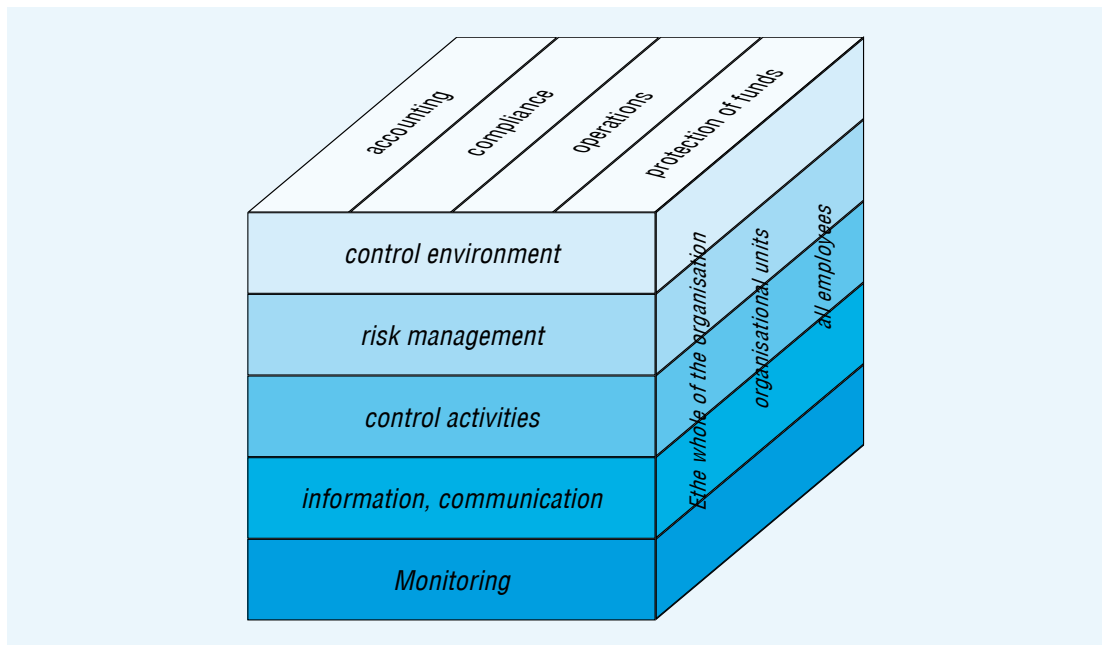 accounting
compliance
operations
protection of funds
control environment
risk management
control activities
information, communication
Monitoring
Ethe whole of the organisation
organisational units
all employees